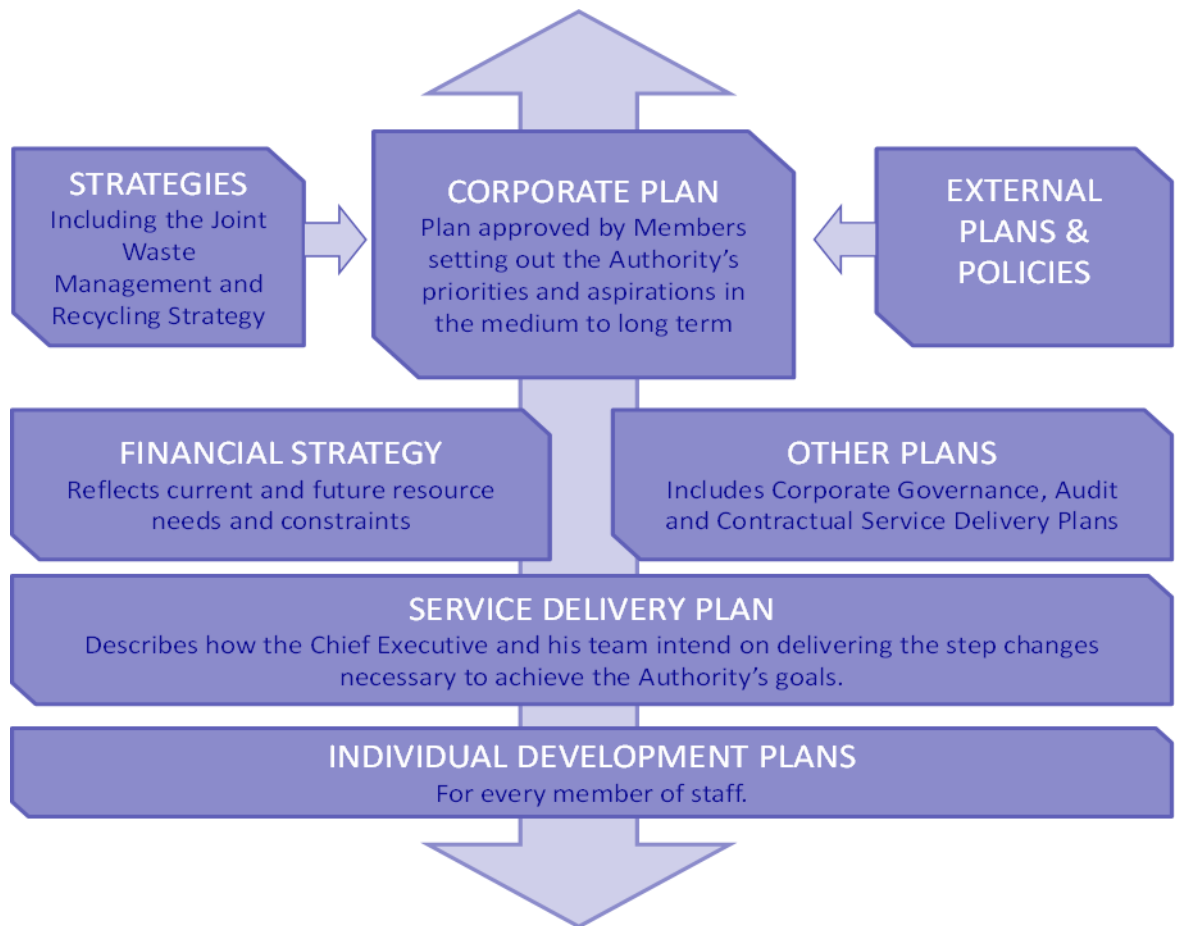 STRATEGIES
Including the Joint
Waste
Management and
Recycling Strategy
CORPORATE PLAN
Plan approved by Members
setting out the Authority’s
priorities and aspirations in
the medium to long term
EXTERNAL
PLANS &
POLICIES
FINANCIAL STRATEGY
Reflects current and future resource
needs and constraints
OTHER PLANS
Includes Corporate Governance, Audit
and Contractual Service Delivery Plans
SERVICE DELIVERY PLAN
Describes how the Chief Executive and his team intend on delivering the step changes
necessary to achieve the Authority’s goals.
INDIVIDUAL DEVELOPMENT PLANS
For every member of staff.